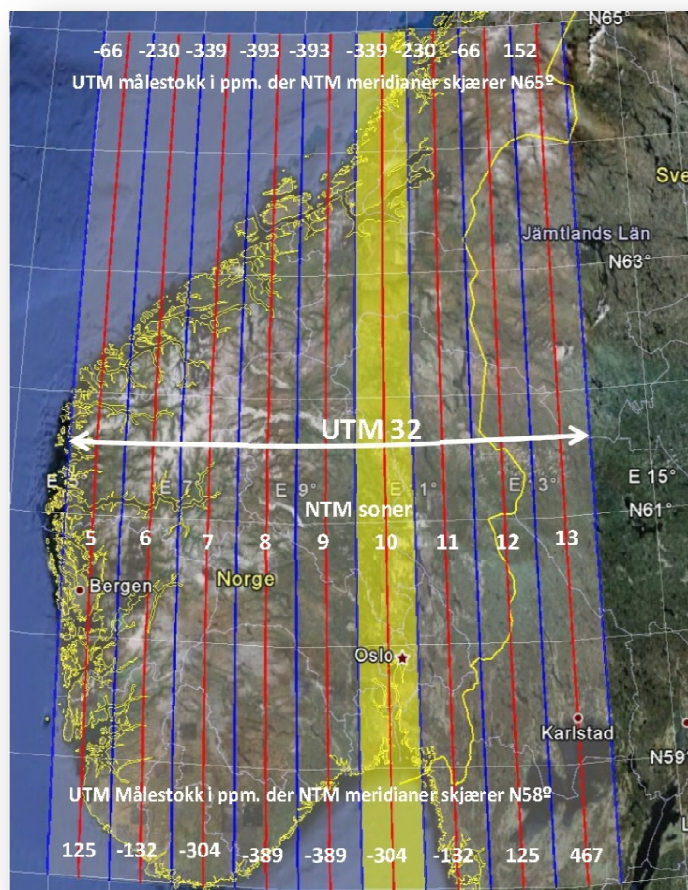 N65°
-66 -230 -339 -393 -393 -339 -230 -66 152
UTM målestokk i ppm. der NTM meridianer skjærer N65º
Sve
Jämtlands Län
N63°
UTM 32
E 7° E 9° E 11° E 13° E 15°
NTM soner
N61°
5 6 7 8 9 10 11 12 13
Bergen
Norge
Oslo
Karlstad
N59°
UTM Målestokk i ppm. der NTM meridianer skjærer N58º
125 -132 -304 -389 -389 -304 -132 125 467